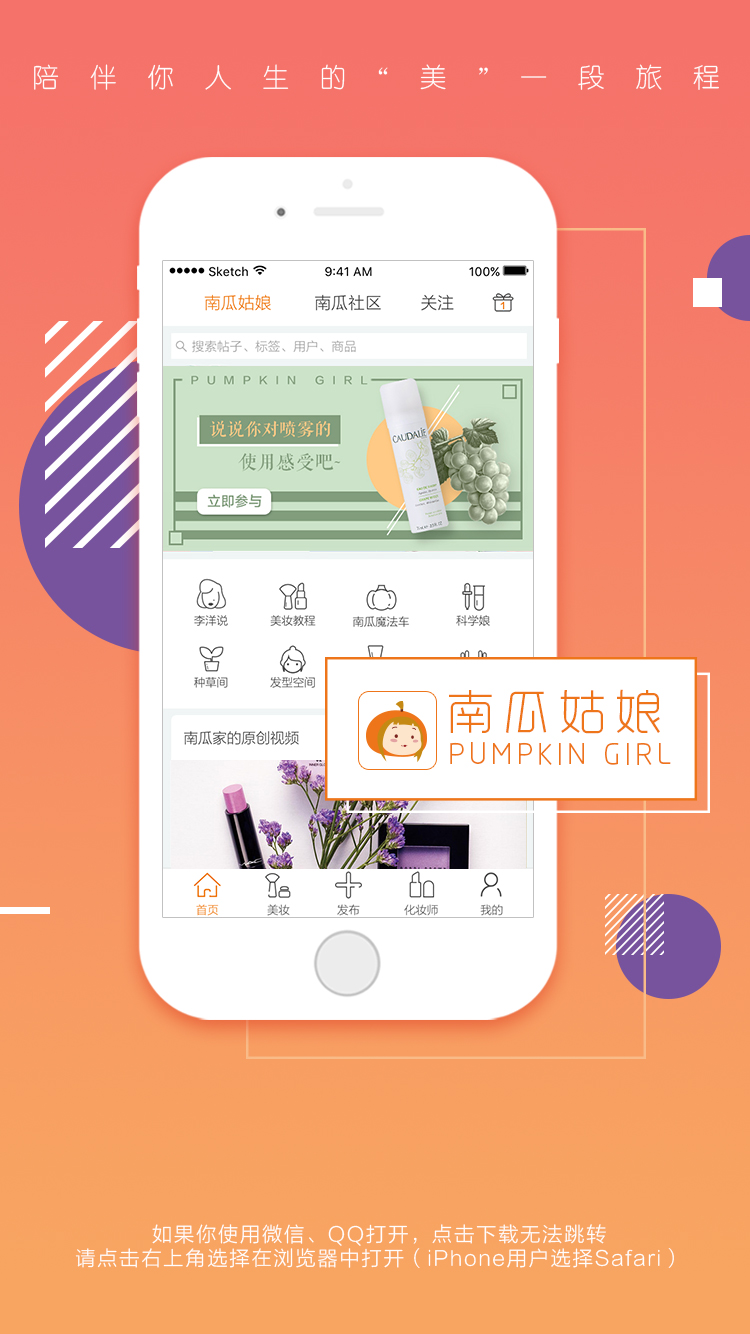 陪伴你人生的“美”一段旅程
Sketch 9:41 AM 100%
南瓜姑娘 南瓜社区 关注 1
搜索帖子、标签、用户、商品
PUMPKIN GIRL
说说你对喷雾的
使用感受吧~
立即参与
CAUDALIE
李洋说 美妆教程 南瓜魔法车 科学娘
种草间 发型空间
南瓜姑娘
PUMPKIN GIRL
南瓜家的原创视频
首页 美妆 发布 化妆师 我的
如果你使用微信、QQ打开，点击下载无法跳转
请点击右上角选择在浏览器中打开（iPhone用户选择Safari）